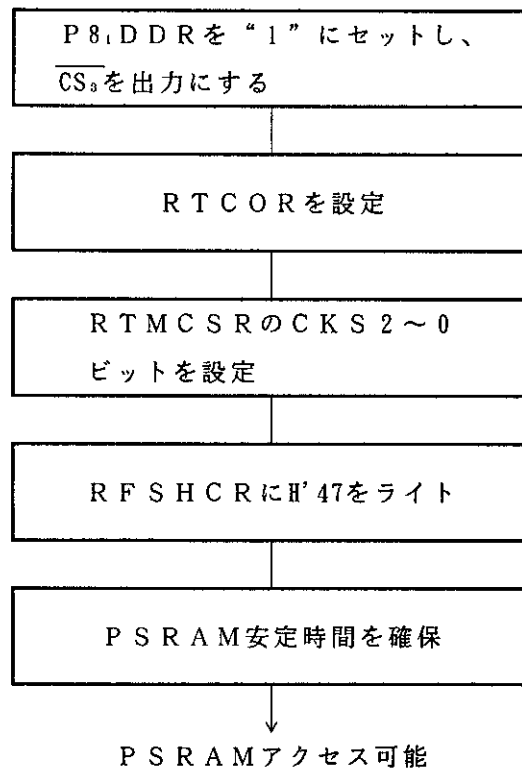 P8₁DDRを“1”にセットし、
C̅S̅₃を出力にする
RTCORを設定
RTMCSRのCKS2〜0
ビットを設定
RFSHCRにH'47をライト
PSRAM安定時間を確保
PSRAMアクセス可能